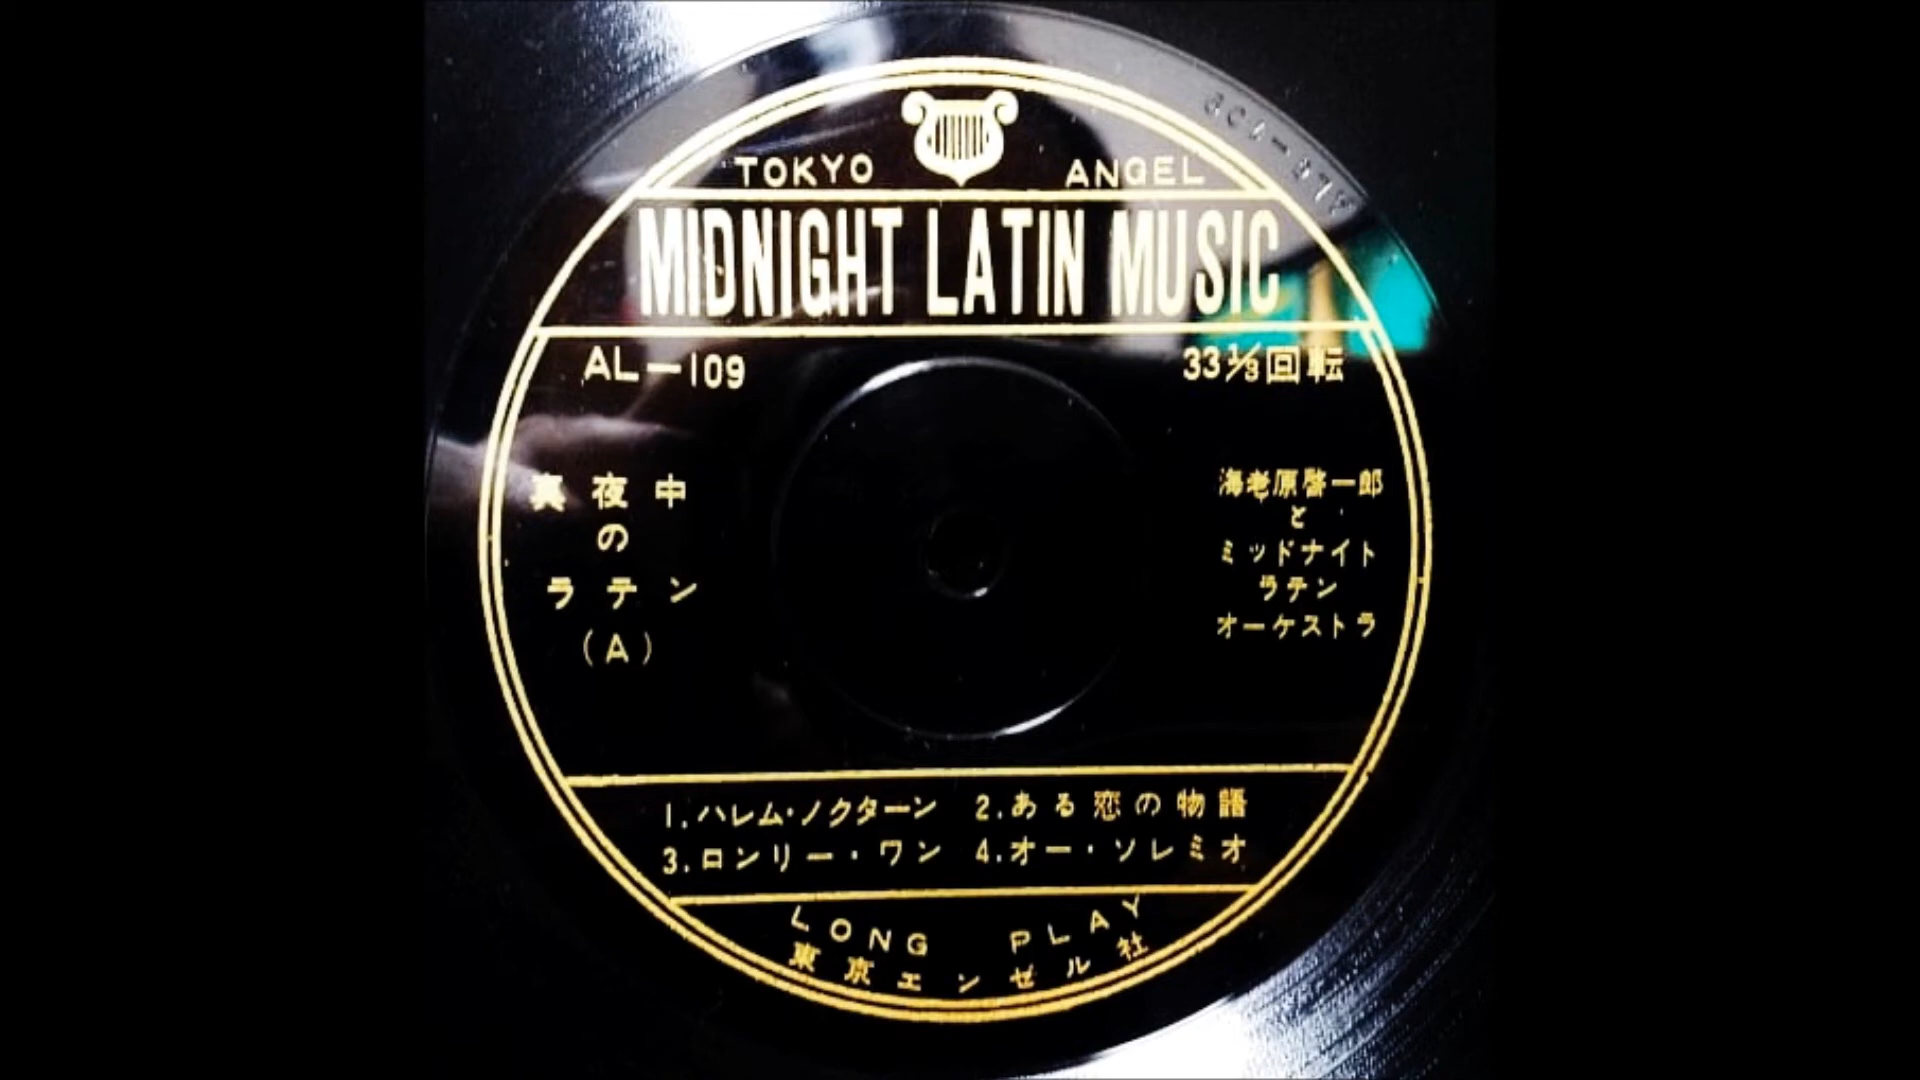 TOKYO ANGEL
MIDNIGHT LATIN MUSIC
AL-109
33⅓回転
真夜中
の
ラテン
(A)
海老原啓一郎
と
ミッドナイト
ラテン
オーケストラ
1.ハレム・ノクターン 2.ある恋の物語
3.ロンリー・ワン 4.オー・ソレミオ
LONG PLAY
東京エンゼル社